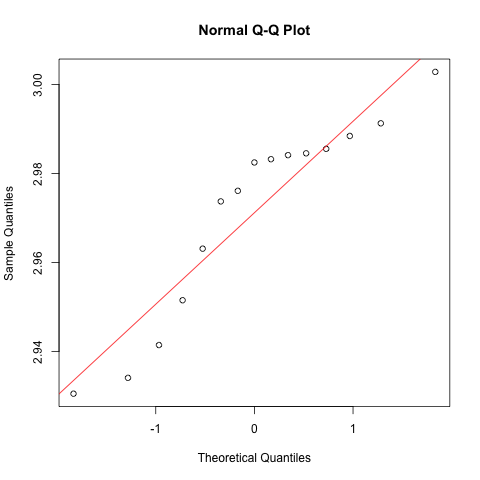 Normal Q-Q Plot
Sample Quantiles
3.00
2.98
2.96
2.94
-1 0 1
Theoretical Quantiles